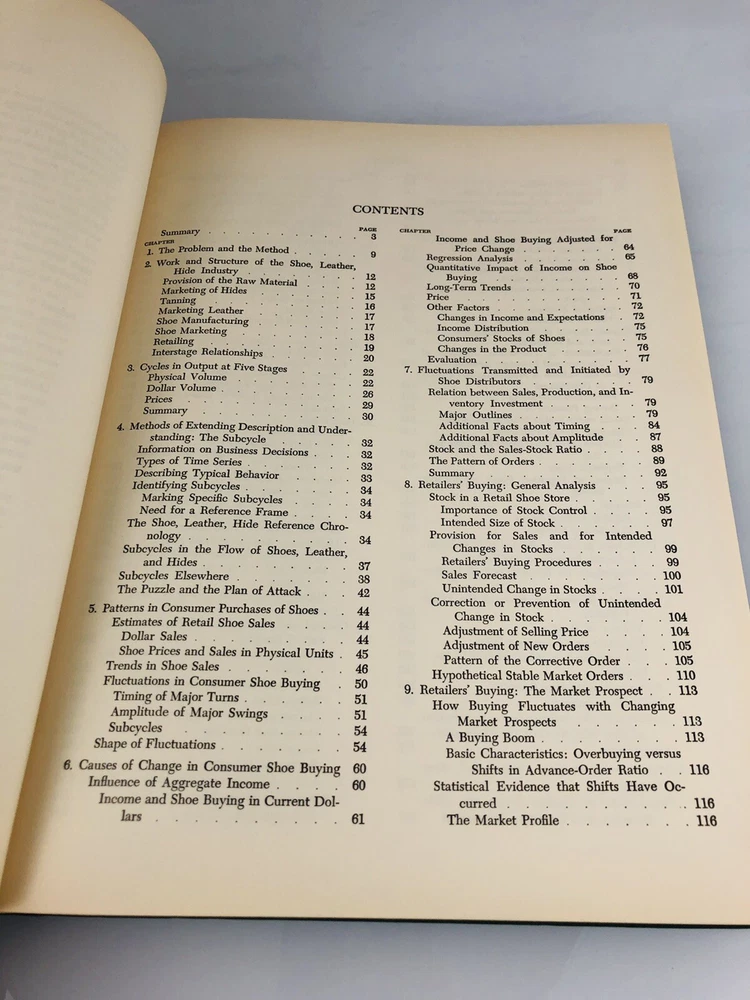 CONTENTS
PAGE
Summary . . . . . . . . . . 3
CHAPTER
1. The Problem and the Method . . . . . 9
2. Work and Structure of the Shoe, Leather,
Hide Industry . . . . . . . . 12
Provision of the Raw Material . . . . 12
Marketing of Hides . . . . . . . 15
Tanning . . . . . . . . . 16
Marketing Leather . . . . . . . 17
Shoe Manufacturing . . . . . . 17
Shoe Marketing . . . . . . . 18
Retailing . . . . . . . . . 19
Interstage Relationships . . . . . . 20
3. Cycles in Output at Five Stages . . . . 22
Physical Volume . . . . . . . 22
Dollar Volume . . . . . . . . 26
Prices . . . . . . . . . . 29
Summary . . . . . . . . . 30
4. Methods of Extending Description and Under-
standing: The Subcycle . . . . . 32
Information on Business Decisions . . . 32
Types of Time Series . . . . . . 32
Describing Typical Behavior . . . . . 33
Identifying Subcycles . . . . . . 34
Marking Specific Subcycles . . . . 34
Need for a Reference Frame . . . . 34
The Shoe, Leather, Hide Reference Chro-
nology . . . . . . . . . 34
Subcycles in the Flow of Shoes, Leather,
and Hides . . . . . . . . 37
Subcycles Elsewhere . . . . . . 38
The Puzzle and the Plan of Attack . . . 42
5. Patterns in Consumer Purchases of Shoes . . 44
Estimates of Retail Shoe Sales . . . . 44
Dollar Sales . . . . . . . . 44
Shoe Prices and Sales in Physical Units . 45
Trends in Shoe Sales . . . . . . 46
Fluctuations in Consumer Shoe Buying . 50
Timing of Major Turns . . . . . 51
Amplitude of Major Swings . . . . 51
Subcycles . . . . . . . . 54
Shape of Fluctuations . . . . . . 54
6. Causes of Change in Consumer Shoe Buying 60
Influence of Aggregate Income . . . . 60
Income and Shoe Buying in Current Dol-
lars . . . . . . . . . 61
CHAPTER PAGE
Income and Shoe Buying Adjusted for
Price Change . . . . . . . 64
Regression Analysis . . . . . . 65
Quantitative Impact of Income on Shoe
Buying . . . . . . . . . 68
Long-Term Trends . . . . . . . 70
Price . . . . . . . . . . 71
Other Factors . . . . . . . . 72
Changes in Income and Expectations . . 72
Income Distribution . . . . . . 75
Consumers' Stocks of Shoes . . . . 75
Changes in the Product . . . . . 76
Evaluation . . . . . . . . . 77
7. Fluctuations Transmitted and Initiated by
Shoe Distributors . . . . . . . 79
Relation between Sales, Production, and In-
ventory Investment . . . . . . 79
Major Outlines . . . . . . . 79
Additional Facts about Timing . . . 84
Additional Facts about Amplitude . . 87
Stock and the Sales-Stock Ratio . . . . 88
The Pattern of Orders . . . . . . 89
Summary . . . . . . . . . 92
8. Retailers' Buying: General Analysis . . . 95
Stock in a Retail Shoe Store . . . . . 95
Importance of Stock Control . . . . 95
Intended Size of Stock . . . . . 97
Provision for Sales and for Intended
Changes in Stocks . . . . . . 99
Retailers' Buying Procedures . . . . 99
Sales Forecast . . . . . . . 100
Unintended Change in Stocks . . . . 101
Correction or Prevention of Unintended
Change in Stock . . . . . . 104
Adjustment of Selling Price . . . . 104
Adjustment of New Orders . . . . 105
Pattern of the Corrective Order . . . 105
Hypothetical Stable Market Orders . . . 110
9. Retailers' Buying: The Market Prospect . . 113
How Buying Fluctuates with Changing
Market Prospects . . . . . . 113
A Buying Boom . . . . . . . 113
Basic Characteristics: Overbuying versus
Shifts in Advance-Order Ratio . . 116
Statistical Evidence that Shifts Have Oc-
curred . . . . . . . . . 116
The Market Profile . . . . . . 116